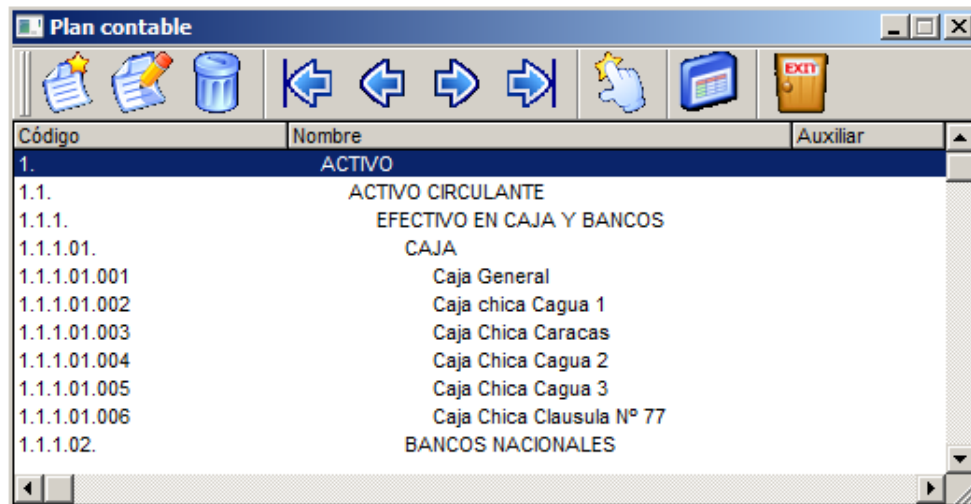 Plan contable
EXIT
Código Nombre Auxiliar
1. ACTIVO
1.1. ACTIVO CIRCULANTE
1.1.1. EFECTIVO EN CAJA Y BANCOS
1.1.1.01. CAJA
1.1.1.01.001 Caja General
1.1.1.01.002 Caja chica Cagua 1
1.1.1.01.003 Caja Chica Caracas
1.1.1.01.004 Caja Chica Cagua 2
1.1.1.01.005 Caja Chica Cagua 3
1.1.1.01.006 Caja Chica Clausula Nº 77
1.1.1.02. BANCOS NACIONALES